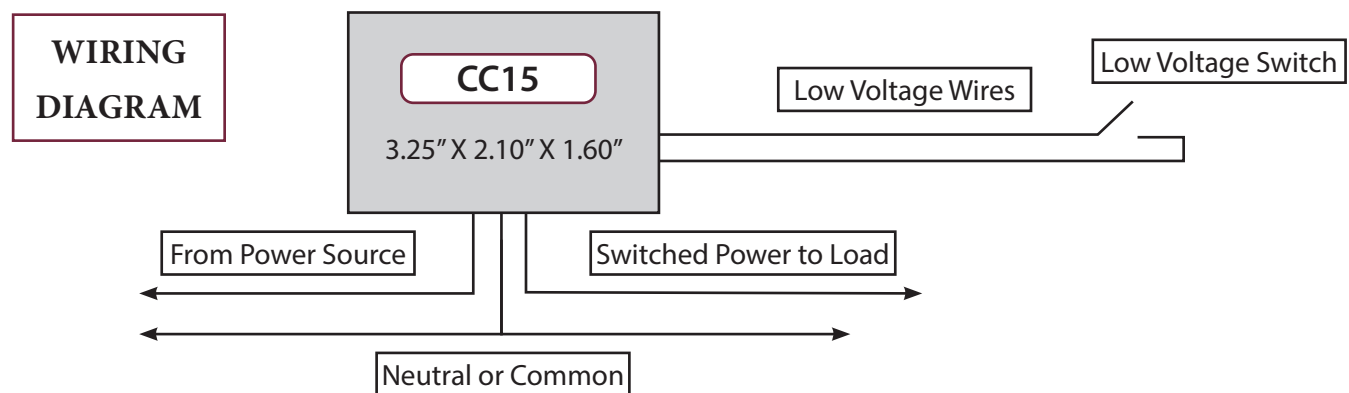 WIRING
DIAGRAM
CC15
3.25” X 2.10” X 1.60”
Low Voltage Wires
Low Voltage Switch
From Power Source
Switched Power to Load
Neutral or Common